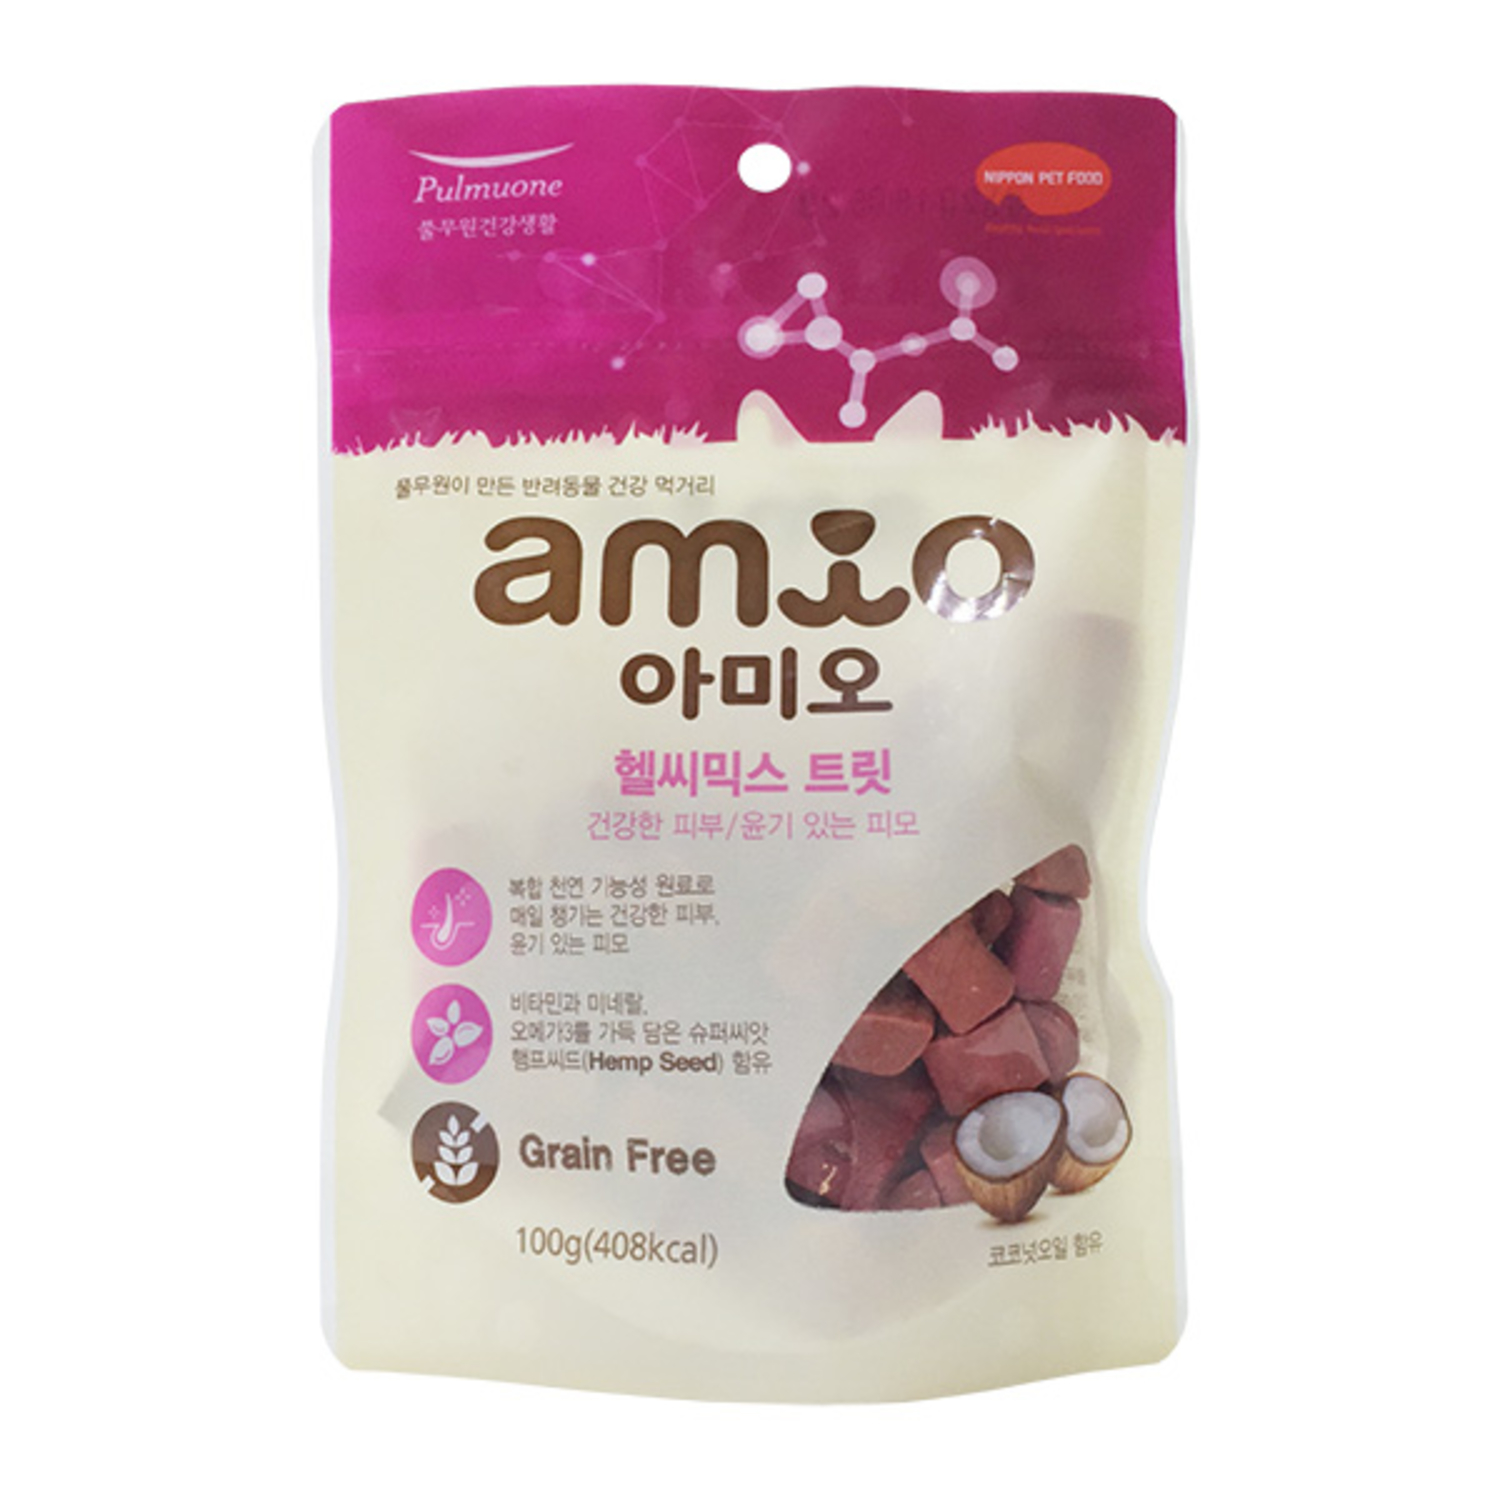 Pulmuone
풀무원건강생활
NIPPON PET FOOD
풀무원이 만든 반려동물 건강 먹거리
amio
아미오
헬씨믹스 트릿
건강한 피부/윤기 있는 피모
복합 천연 기능성 원료로
매일 챙기는 건강한 피부,
윤기 있는 피모
비타민과 미네랄,
오메가3를 가득 담은 슈퍼씨앗
햄프씨드(Hemp Seed) 함유
Grain Free
100g(408kcal)
코코넛오일 함유